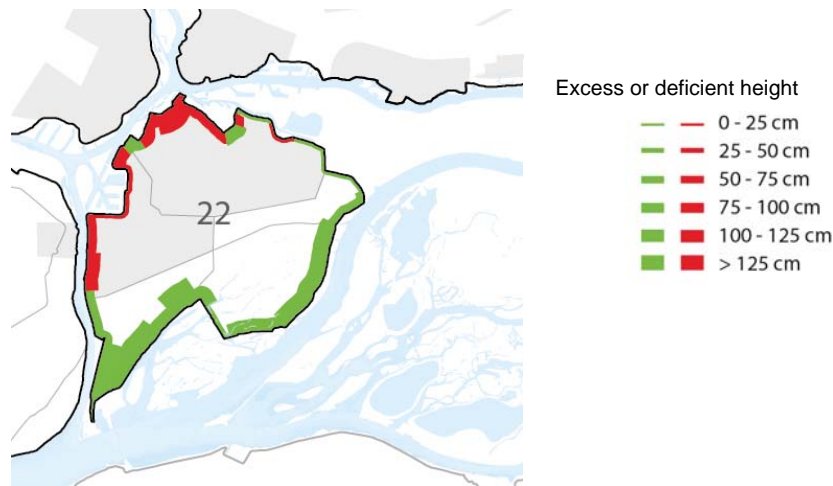 22
Excess or deficient height
0 - 25 cm
25 - 50 cm
50 - 75 cm
75 - 100 cm
100 - 125 cm
> 125 cm